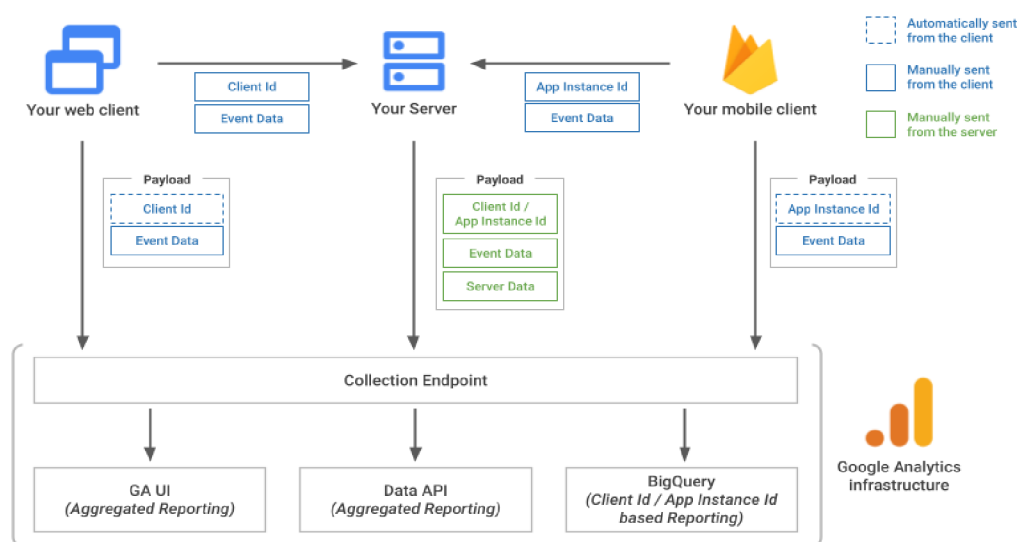 Automatically sent
from the client
Manually sent
from the client
Manually sent
from the server
Your web client
Client Id
Event Data
Your Server
App Instance Id
Event Data
Your mobile client
Payload
Client Id
Event Data
Payload
Client Id /
App Instance Id
Event Data
Server Data
Payload
App Instance Id
Event Data
Collection Endpoint
GA UI
(Aggregated Reporting)
Data API
(Aggregated Reporting)
BigQuery
(Client Id / App Instance Id
based Reporting)
Google Analytics
infrastructure